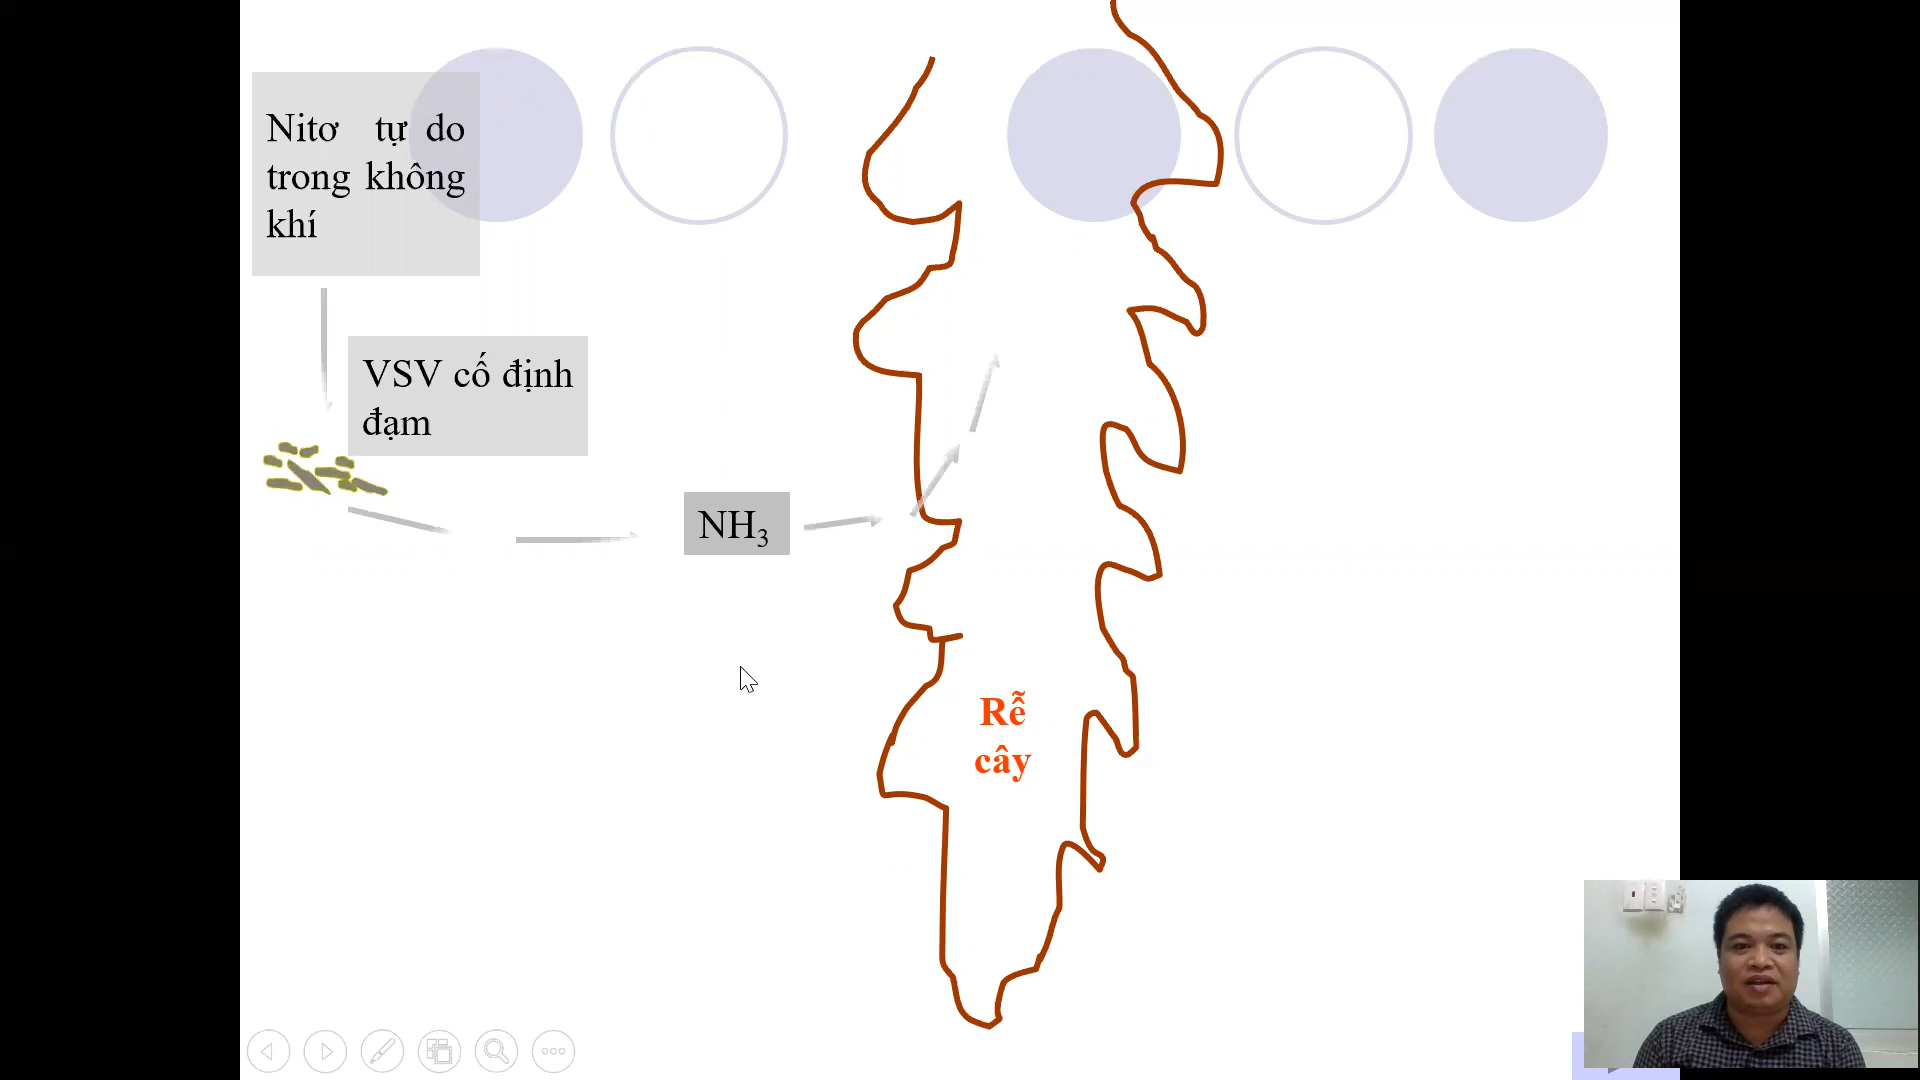 Nitơ tự do
trong không
khí
VSV cố định
đạm
NH₃
Rễ
cây